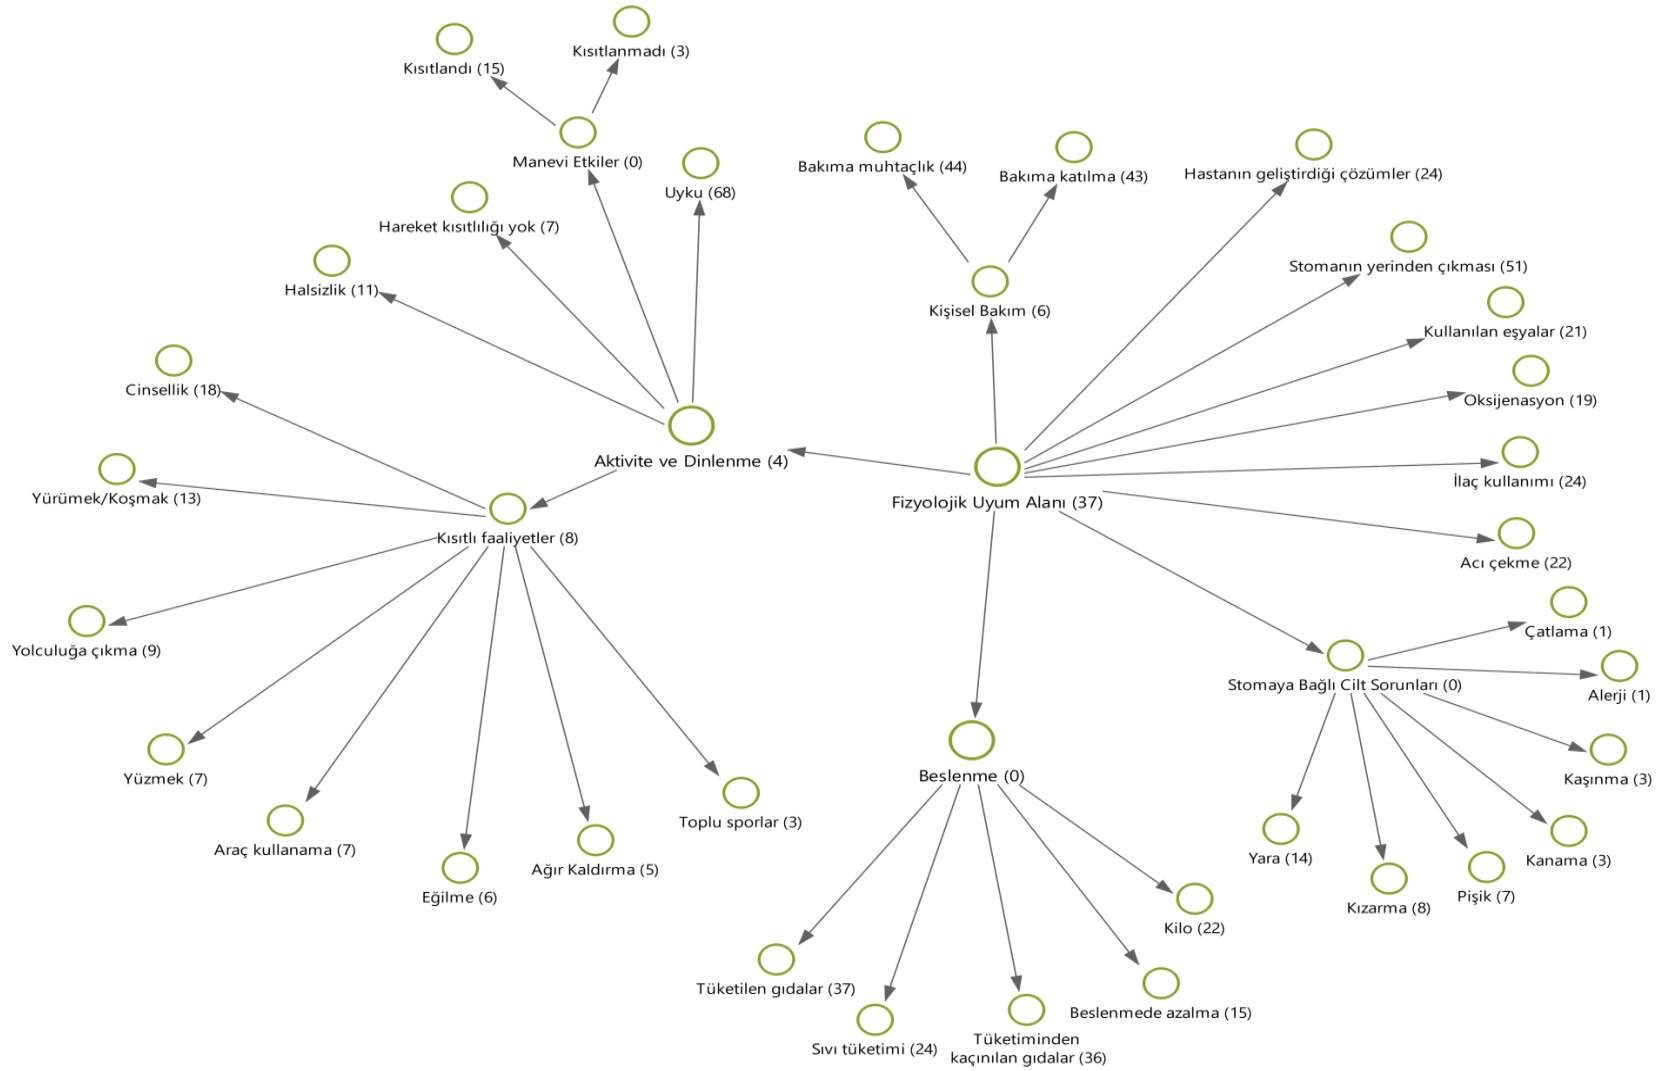 Kısıtlanmadı (3)
Kısıtlandı (15)
Manevi Etkiler (0)
Uyku (68)
Hareket kısıtlılığı yok (7)
Halsizlik (11)
Bakıma muhtaçlık (44)
Bakıma katılma (43)
Hastanın geliştirdiği çözümler (24)
Stomanın yerinden çıkması (51)
Kişisel Bakım (6)
Kullanılan eşyalar (21)
Cinsellik (18)
Oksijenasyon (19)
Aktivite ve Dinlenme (4)
İlaç kullanımı (24)
Yürümek/Koşmak (13)
Fizyolojik Uyum Alanı (37)
Kısıtlı faaliyetler (8)
Acı çekme (22)
Çatlama (1)
Yolculuğa çıkma (9)
Stomaya Bağlı Cilt Sorunları (0)
Alerji (1)
Yüzmek (7)
Beslenme (0)
Kaşınma (3)
Toplu sporlar (3)
Araç kullanama (7)
Yara (14)
Kanama (3)
Ağır Kaldırma (5)
Eğilme (6)
Kızarma (8)
Pişik (7)
Kilo (22)
Tüketilen gıdalar (37)
Beslenmede azalma (15)
Sıvı tüketimi (24)
Tüketiminden
kaçınılan gıdalar (36)